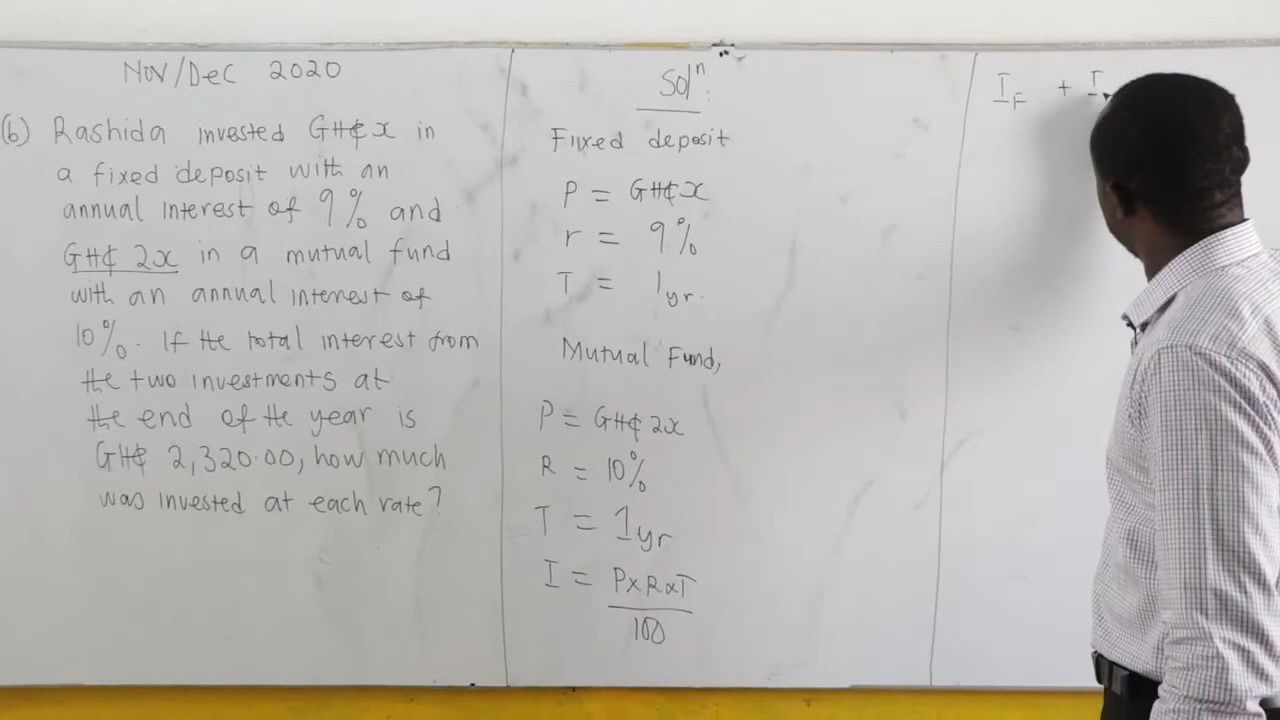 Nov/Dec 2020
(b) Rashida invested GH₵ x in
a fixed deposit with an
annual interest of 9% and
GH₵ 2x in a mutual fund
with an annual interest of
10%. If the total interest from
the two investments at
the end of the year is
GH₵ 2,320.00, how much
was invested at each rate?
Solⁿ:
Fixed deposit
P = GH₵x
r = 9%
T = 1yr.
Mutual Fund,
P = GH₵ 2x
R = 10%
T = 1yr
I = PxRxT
100
I_F + I